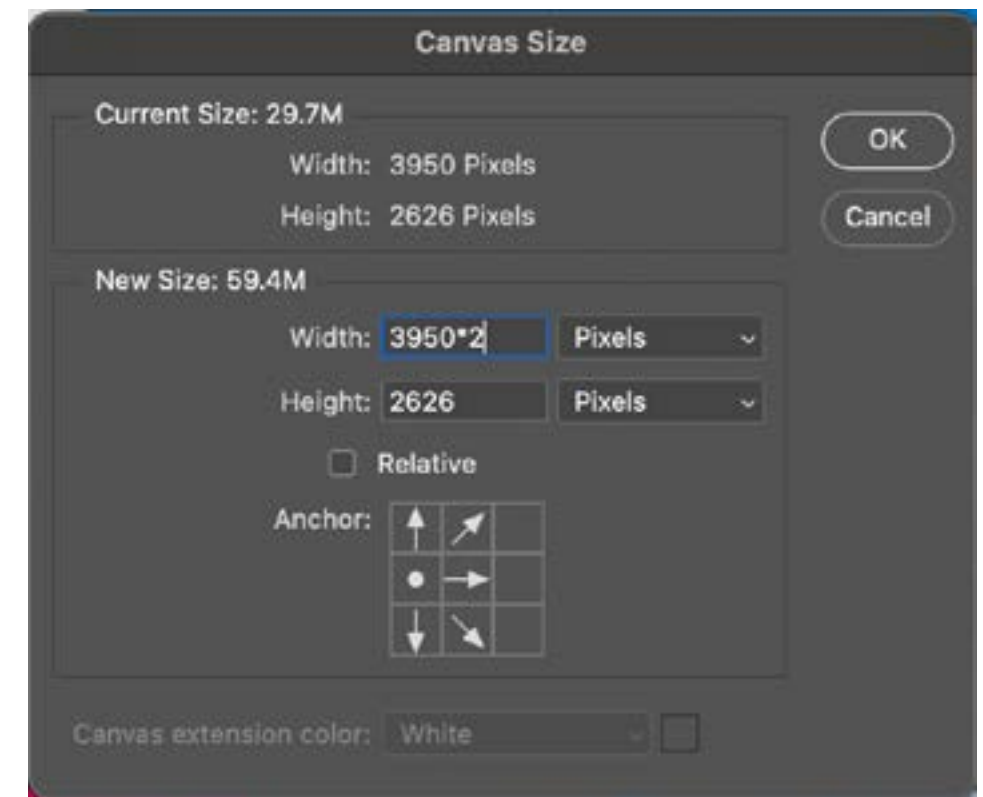 Canvas Size
Current Size: 29.7M
OK
Width: 3950 Pixels
Height: 2626 Pixels
Cancel
New Size: 59.4M
Width: 3950*2 Pixels
Height: 2626 Pixels
Relative
Anchor:
Canvas extension color: White